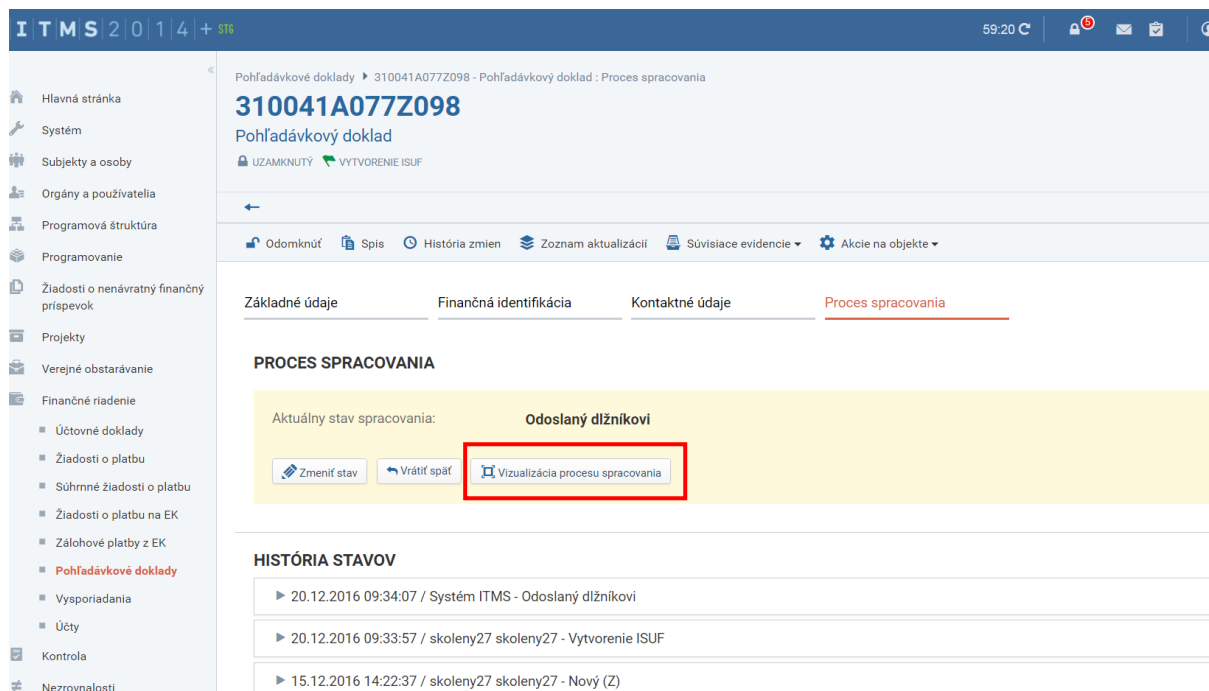 ITMS2014+ STG
59:20
5
Pohľadávkové doklady 310041A077Z098 - Pohľadávkový doklad : Proces spracovania
310041A077Z098
Pohľadávkový doklad
UZAMKNUTÝ VYTVORENIE ISUF
Hlavná stránka
Systém
Subjekty a osoby
Orgány a používatelia
Programová štruktúra
Programovanie
Žiadosti o nenávratný finančný
príspevok
Projekty
Verejné obstarávanie
Finančné riadenie
Účtovné doklady
Žiadosti o platbu
Súhrnné žiadosti o platbu
Žiadosti o platbu na EK
Zálohové platby z EK
Pohľadávkové doklady
Vysporiadania
Účty
Kontrola
Nezrovnalosti
Odomknúť Spis História zmien Zoznam aktualizácií Súvisiace evidencie Akcie na objekte
Základné údaje Finančná identifikácia Kontaktné údaje Proces spracovania
PROCES SPRACOVANIA
Aktuálny stav spracovania: Odoslaný dlžníkovi
Zmeniť stav Vrátiť späť Vizualizácia procesu spracovania
HISTÓRIA STAVOV
20.12.2016 09:34:07 / Systém ITMS - Odoslaný dlžníkovi
20.12.2016 09:33:57 / skoleny27 skoleny27 - Vytvorenie ISUF
15.12.2016 14:22:37 / skoleny27 skoleny27 - Nový (Z)